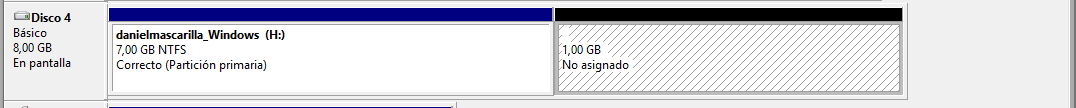 Disco 4
Básico
8,00 GB
En pantalla
danielmascarilla_Windows (H:)
7,00 GB NTFS
Correcto (Partición primaria)
1,00 GB
No asignado